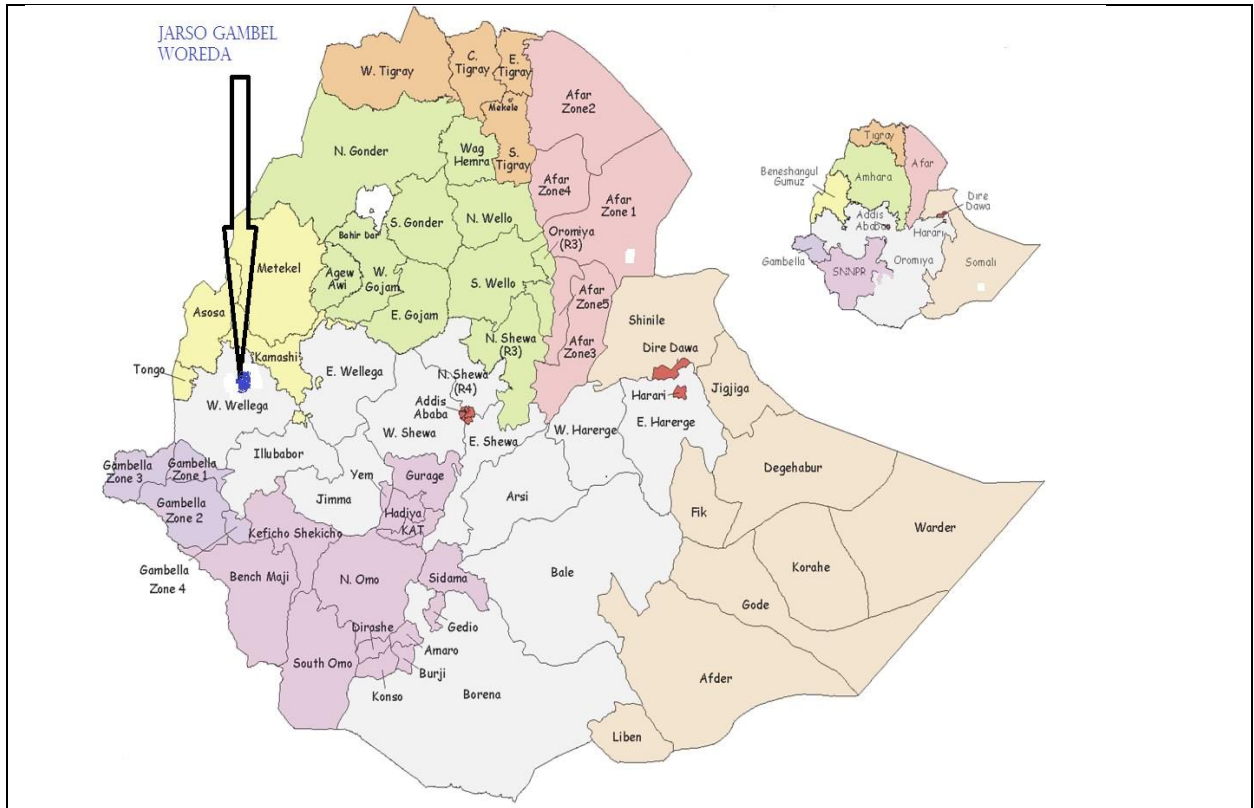 JARSO GAMBEL
WOREDA
W. Tigray
C.
Tigray
E.
Tigray
Mekele
S.
Tigray
Afar
Zone2
N. Gonder
Wag
Hemra
Afar
Zone4
Afar
Zone 1
S. Gonder
N. Wello
Bahir Dar
Oromiya
(R3)
Metekel
Agew
Awi
W.
Gojam
S. Wello
Afar
Zone5
Asosa
E. Gojam
N. Shewa
(R3)
Afar
Zone3
Shinile
Dire Dawa
Tongo
Kamashi
E. Wellega
N. Shewa
(R4)
Jigjiga
W. Wellega
Addis
Ababa
Harari
W. Shewa
E. Shewa
W. Harerge
E. Harerge
Gambella
Zone 3
Gambella
Zone 1
Illubabor
Yem
Gurage
Degehabur
Gambella
Zone 2
Jimma
Arsi
Hadiya
KAT
Fik
Warder
Keficho Shekicho
Gambella
Zone 4
Bench Maji
N. Omo
Sidama
Bale
Korahe
Gode
Dirashe
Gedio
Amaro
South Omo
Burji
Konso
Borena
Afder
Liben
Tigray
Afar
Beneshangul
Gumuz
Amhara
Dire
Dawa
Addis
Ababa
Harari
Gambella
Oromiya
Somali
SNNPR